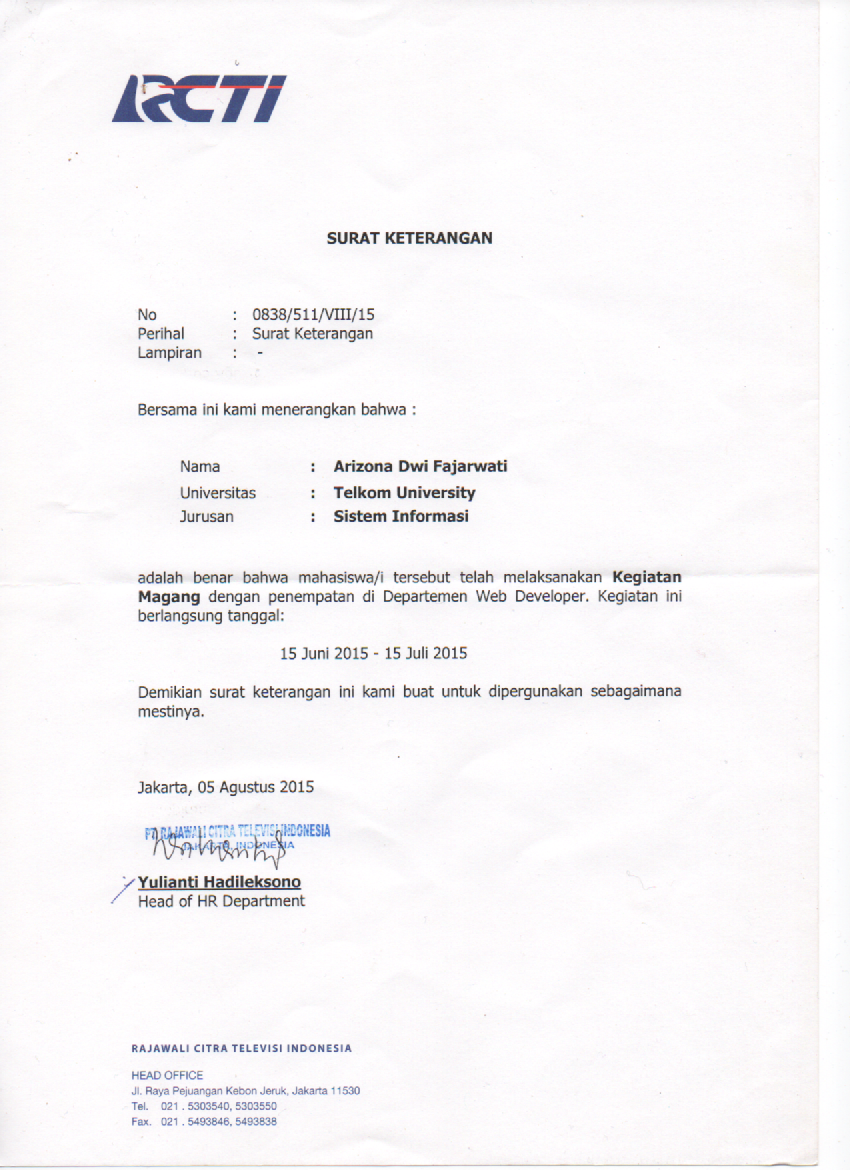 RCTI
SURAT KETERANGAN
No : 0838/511/VIII/15
Perihal : Surat Keterangan
Lampiran : -
Bersama ini kami menerangkan bahwa :
Nama : Arizona Dwi Fajarwati
Universitas : Telkom University
Jurusan : Sistem Informasi
adalah benar bahwa mahasiswa/i tersebut telah melaksanakan Kegiatan
Magang dengan penempatan di Departemen Web Developer. Kegiatan ini
berlangsung tanggal:
15 Juni 2015 - 15 Juli 2015
Demikian surat keterangan ini kami buat untuk dipergunakan sebagaimana
mestinya.
Jakarta, 05 Agustus 2015
PT. RAJAWALI CITRA TELEVISI INDONESIA
JAKARTA, INDONESIA
Yulianti Hadileksono
Head of HR Department
RAJAWALI CITRA TELEVISI INDONESIA
HEAD OFFICE
Jl. Raya Pejuangan Kebon Jeruk, Jakarta 11530
Tel. 021 . 5303540, 5303550
Fax. 021 . 5493846, 5493838